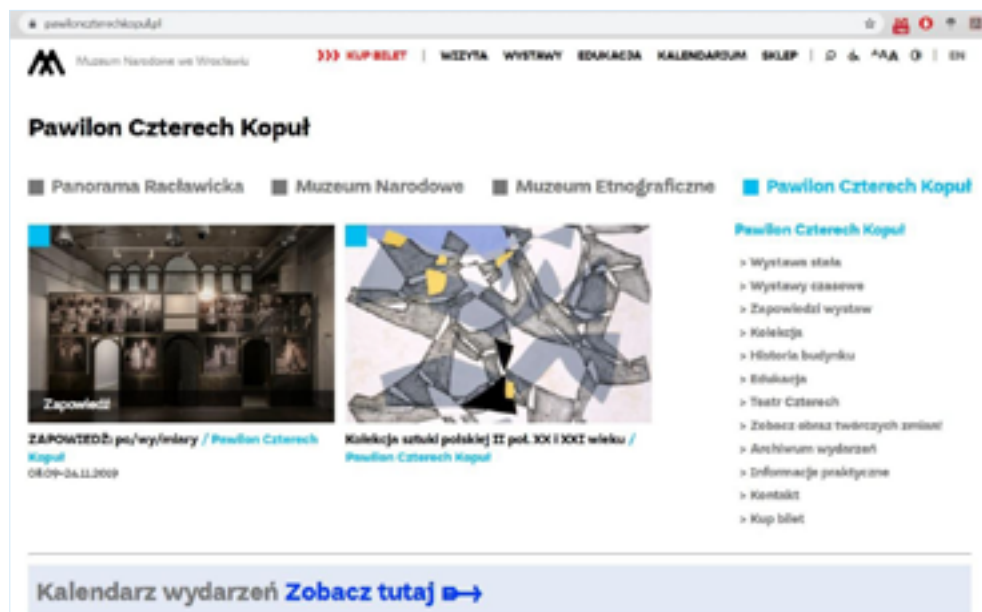 pawilonczterechkopul.pl
Muzeum Narodowe we Wrocławiu
KUP BILET | WIZYTA WYSTAWY EDUKACJA KALENDARIUM SKLEP | AAA | EN
Pawilon Czterech Kopuł
Panorama Racławicka Muzeum Narodowe Muzeum Etnograficzne Pawilon Czterech Kopuł
Zapowiedź
ZAPOWIEDŹ: po/wy/miary / Pawilon Czterech
Kopuł
08.09-24.11.2019
Kolekcja sztuki polskiej II poł. XX i XXI wieku /
Pawilon Czterech Kopuł
Pawilon Czterech Kopuł
> Wystawa stała
> Wystawy czasowe
> Zapowiedzi wystaw
> Kolekcja
> Historia budynku
> Edukacja
> Teatr Czterech
> Zobacz obraz twórczych zmian!
> Archiwum wydarzeń
> Informacje praktyczne
> Kontakt
> Kup bilet
Kalendarz wydarzeń Zobacz tutaj